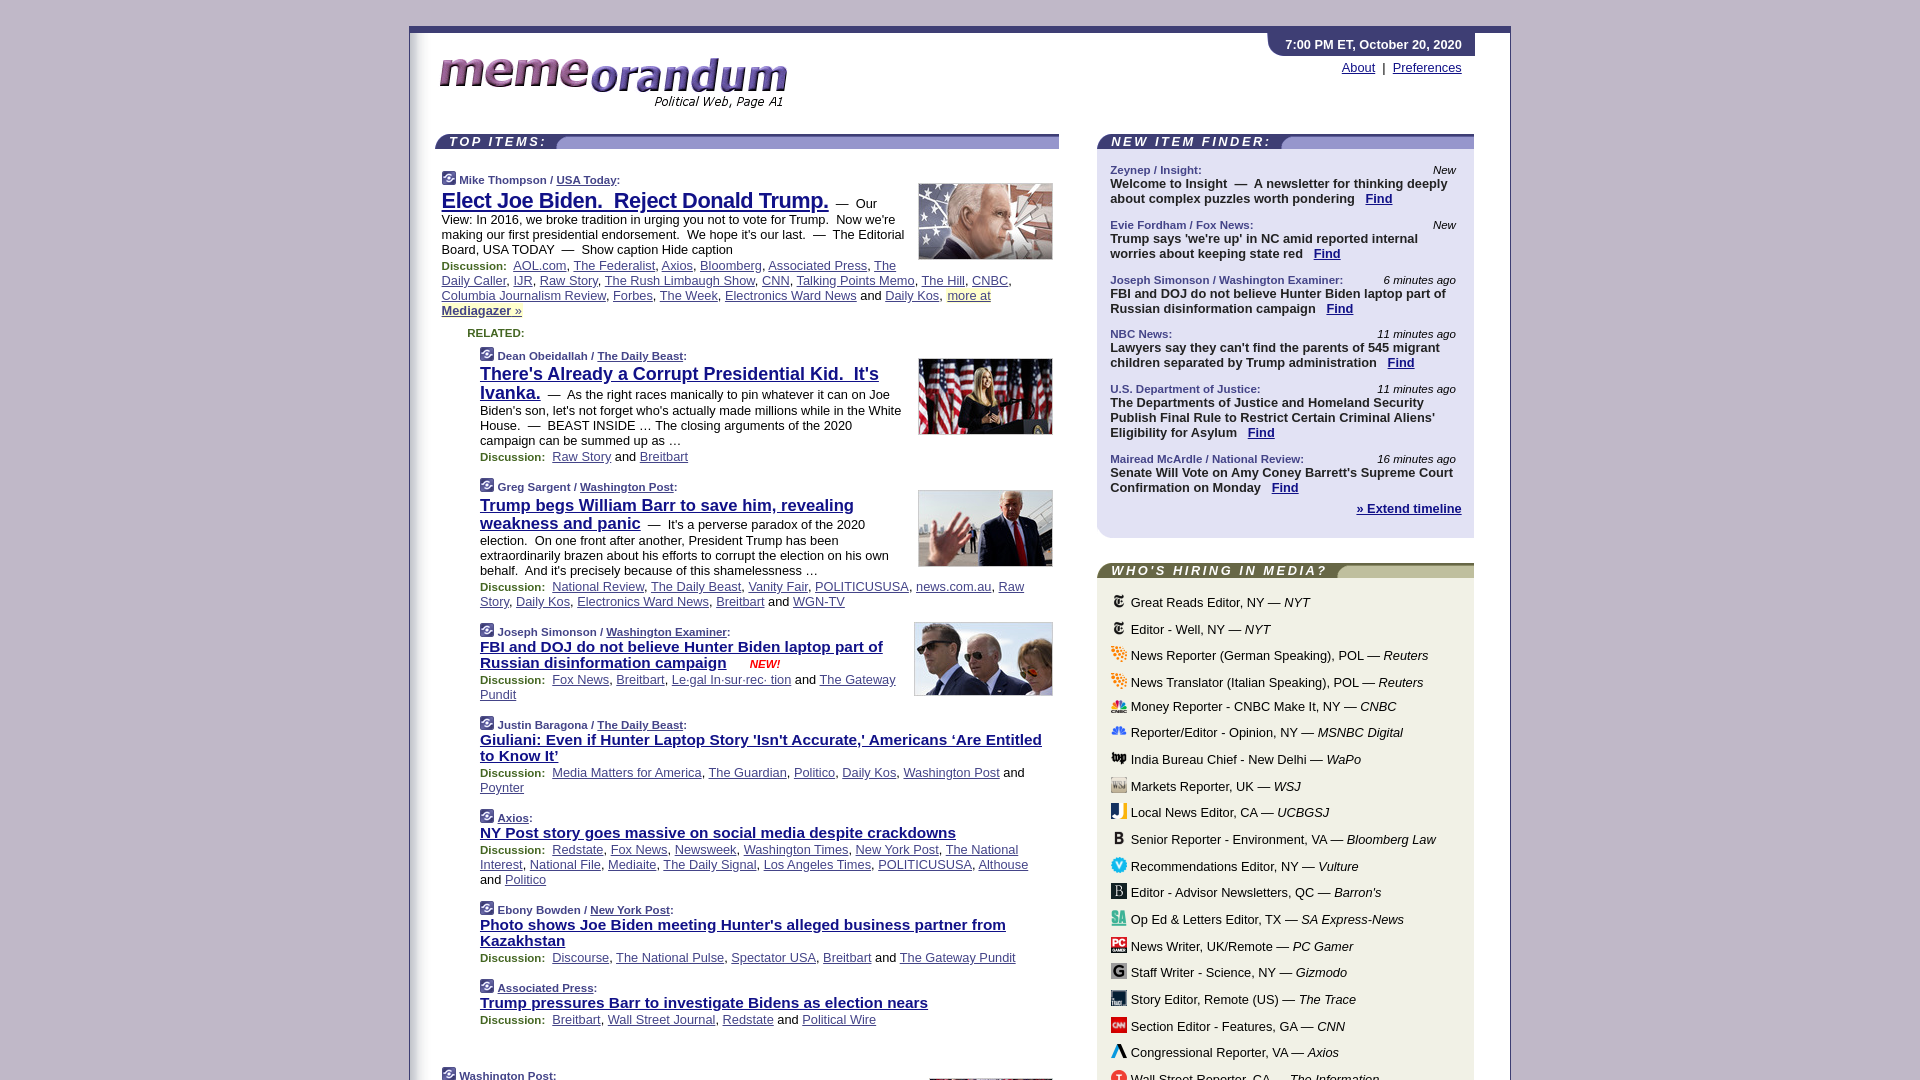 7:00 PM ET, October 20, 2020
About | Preferences
memeorandum
Political Web, Page A1
TOP ITEMS:
Mike Thompson / USA Today:
Elect Joe Biden. Reject Donald Trump. — Our
View: In 2016, we broke tradition in urging you not to vote for Trump. Now we're
making our first presidential endorsement. We hope it's our last. — The Editorial
Board, USA TODAY — Show caption Hide caption
Discussion: AOL.com, The Federalist, Axios, Bloomberg, Associated Press, The
Daily Caller, IJR, Raw Story, The Rush Limbaugh Show, CNN, Talking Points Memo, The Hill, CNBC,
Columbia Journalism Review, Forbes, The Week, Electronics Ward News and Daily Kos, more at
Mediagazer »
RELATED:
Dean Obeidallah / The Daily Beast:
There's Already a Corrupt Presidential Kid. It's
Ivanka. — As the right races manically to pin whatever it can on Joe
Biden's son, let's not forget who's actually made millions while in the White
House. — BEAST INSIDE … The closing arguments of the 2020
campaign can be summed up as …
Discussion: Raw Story and Breitbart
Greg Sargent / Washington Post:
Trump begs William Barr to save him, revealing
weakness and panic — It's a perverse paradox of the 2020
election. On one front after another, President Trump has been
extraordinarily brazen about his efforts to corrupt the election on his own
behalf. And it's precisely because of this shamelessness …
Discussion: National Review, The Daily Beast, Vanity Fair, POLITICUSUSA, news.com.au, Raw
Story, Daily Kos, Electronics Ward News, Breitbart and WGN-TV
Joseph Simonson / Washington Examiner:
FBI and DOJ do not believe Hunter Biden laptop part of
Russian disinformation campaign NEW!
Discussion: Fox News, Breitbart, Le·gal In·sur·rec· tion and The Gateway
Pundit
Justin Baragona / The Daily Beast:
Giuliani: Even if Hunter Laptop Story 'Isn't Accurate,' Americans ‘Are Entitled
to Know It’
Discussion: Media Matters for America, The Guardian, Politico, Daily Kos, Washington Post and
Poynter
Axios:
NY Post story goes massive on social media despite crackdowns
Discussion: Redstate, Fox News, Newsweek, Washington Times, New York Post, The National
Interest, National File, Mediaite, The Daily Signal, Los Angeles Times, POLITICUSUSA, Althouse
and Politico
Ebony Bowden / New York Post:
Photo shows Joe Biden meeting Hunter's alleged business partner from
Kazakhstan
Discussion: Discourse, The National Pulse, Spectator USA, Breitbart and The Gateway Pundit
Associated Press:
Trump pressures Barr to investigate Bidens as election nears
Discussion: Breitbart, Wall Street Journal, Redstate and Political Wire
Washington Post:
NEW ITEM FINDER:
Zeynep / Insight: New
Welcome to Insight — A newsletter for thinking deeply
about complex puzzles worth pondering Find
Evie Fordham / Fox News: New
Trump says 'we're up' in NC amid reported internal
worries about keeping state red Find
Joseph Simonson / Washington Examiner: 6 minutes ago
FBI and DOJ do not believe Hunter Biden laptop part of
Russian disinformation campaign Find
NBC News: 11 minutes ago
Lawyers say they can't find the parents of 545 migrant
children separated by Trump administration Find
U.S. Department of Justice: 11 minutes ago
The Departments of Justice and Homeland Security
Publish Final Rule to Restrict Certain Criminal Aliens'
Eligibility for Asylum Find
Mairead McArdle / National Review: 16 minutes ago
Senate Will Vote on Amy Coney Barrett's Supreme Court
Confirmation on Monday Find
» Extend timeline
WHO'S HIRING IN MEDIA?
Great Reads Editor, NY — NYT
Editor - Well, NY — NYT
News Reporter (German Speaking), POL — Reuters
News Translator (Italian Speaking), POL — Reuters
Money Reporter - CNBC Make It, NY — CNBC
Reporter/Editor - Opinion, NY — MSNBC Digital
India Bureau Chief - New Delhi — WaPo
Markets Reporter, UK — WSJ
Local News Editor, CA — UCBGSJ
Senior Reporter - Environment, VA — Bloomberg Law
Recommendations Editor, NY — Vulture
Editor - Advisor Newsletters, QC — Barron's
Op Ed & Letters Editor, TX — SA Express-News
News Writer, UK/Remote — PC Gamer
Staff Writer - Science, NY — Gizmodo
Story Editor, Remote (US) — The Trace
Section Editor - Features, GA — CNN
Congressional Reporter, VA — Axios
Wall Street Reporter, CA — The Information